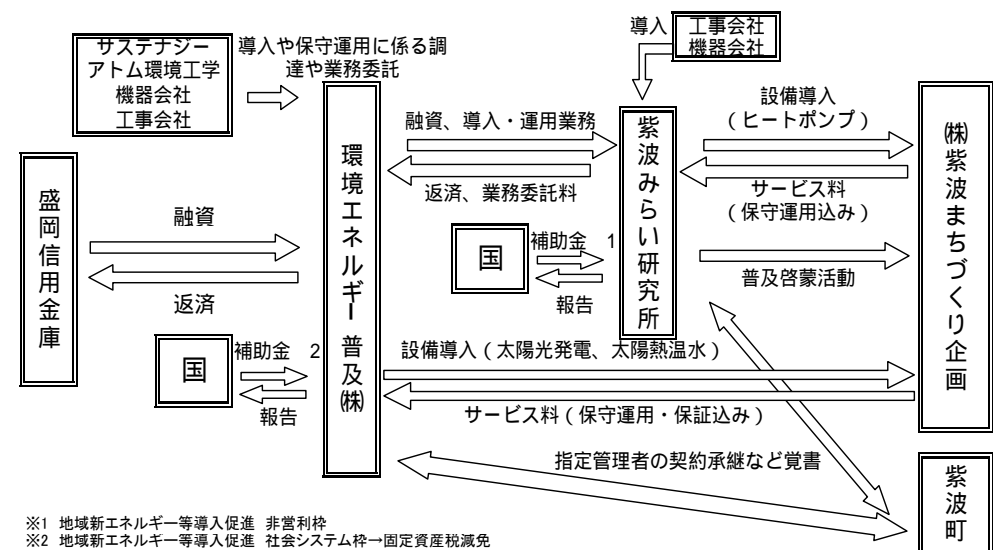 導入
工事会社
機器会社
サステナジー
アトム環境工学
機器会社
工事会社
導入や保守運用に係る調
達や業務委託
盛岡信用金庫
融資
返済
国
補助金 2
報告
環境エネルギー普及㈱
融資、導入・運用業務
返済、業務委託料
国
補助金 1
報告
紫波みらい研究所
設備導入
（ヒートポンプ）
サービス料
（保守運用込み）
普及啓蒙活動
㈱紫波まちづくり企画
設備導入（太陽光発電、太陽熱温水）
サービス料（保守運用・保証込み）
指定管理者の契約承継など覚書
紫波町
※1 地域新エネルギー等導入促進 非営利枠
※2 地域新エネルギー等導入促進 社会システム枠→固定資産税減免